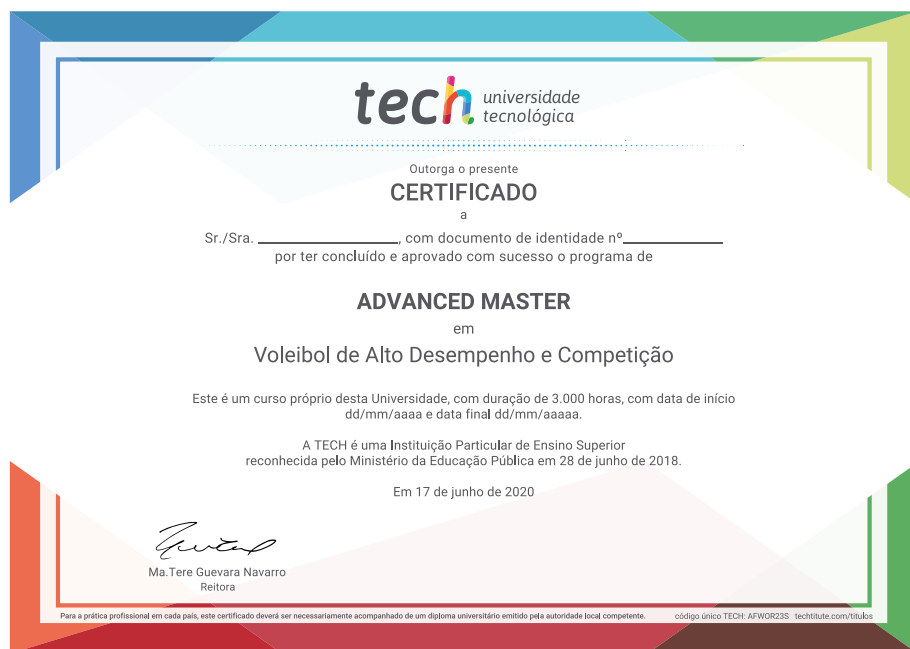 tech universidade
tecnológica
Outorga o presente
CERTIFICADO
a
Sr./Sra. ____________________, com documento de identidade nº______________
por ter concluído e aprovado com sucesso o programa de
ADVANCED MASTER
em
Voleibol de Alto Desempenho e Competição
Este é um curso próprio desta Universidade, com duração de 3.000 horas, com data de início
dd/mm/aaaa e data final dd/mm/aaaaa.
A TECH é uma Instituição Particular de Ensino Superior
reconhecida pelo Ministério da Educação Pública em 28 de junho de 2018.
Em 17 de junho de 2020
Ma.Tere Guevara Navarro
Reitora
Para a prática profissional em cada país, este certificado deverá ser necessariamente acompanhado de um diploma universitário emitido pela autoridade local competente. código único TECH: AFWOR23S techtitute.com/títulos